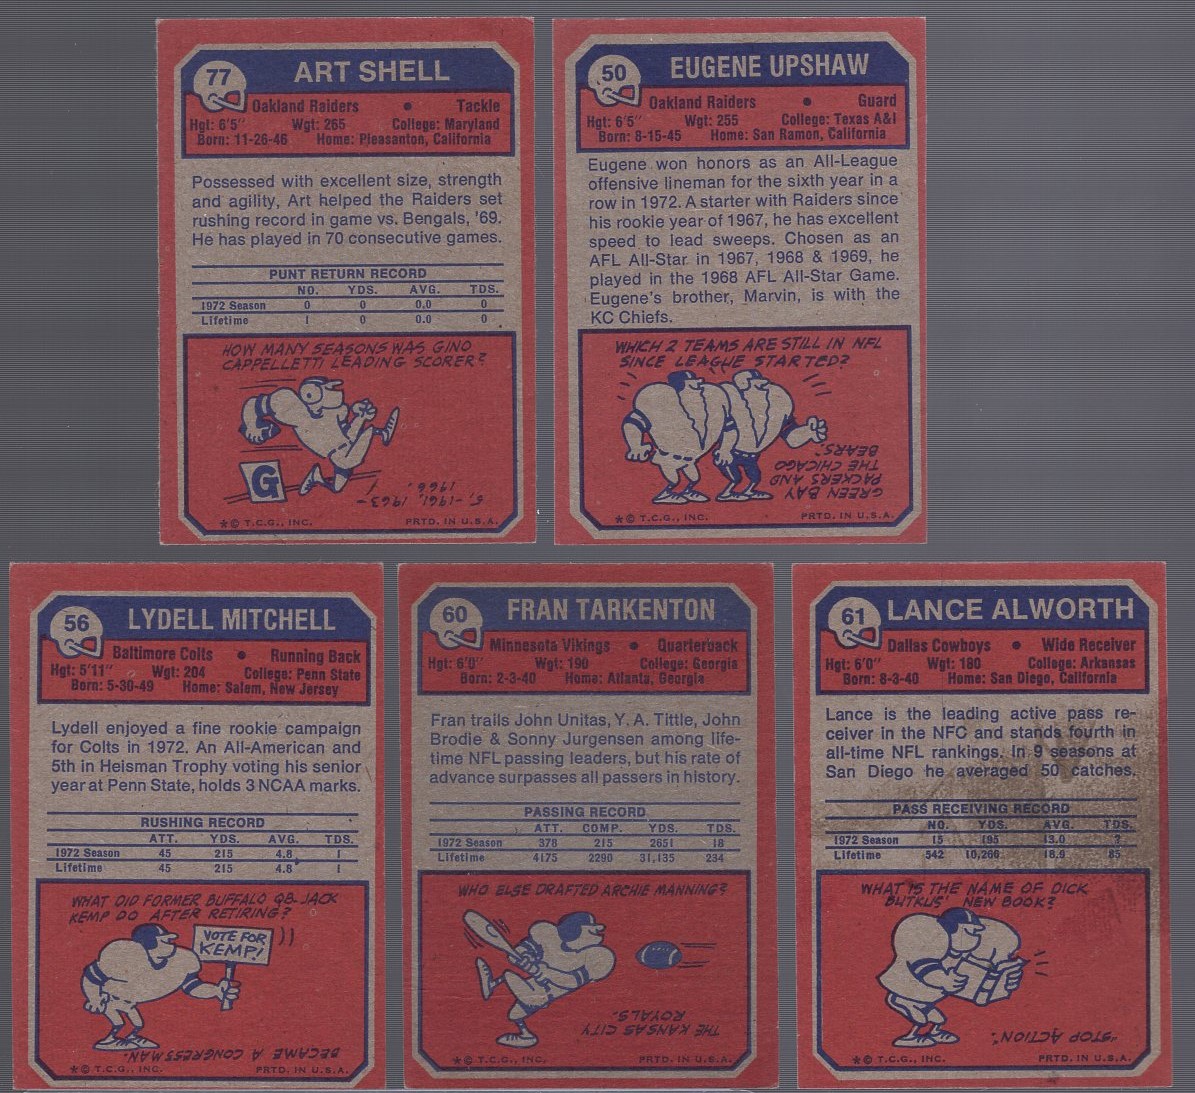 77
ART SHELL
Oakland Raiders • Tackle
Hgt: 6'5" Wgt: 265 College: Maryland
Born: 11-26-46 Home: Pleasanton, California
Possessed with excellent size, strength
and agility, Art helped the Raiders set
rushing record in game vs. Bengals, '69.
He has played in 70 consecutive games.
PUNT RETURN RECORD
NO. YDS. AVG. TDS.
1972 Season 0 0 0.0 0
Lifetime 1 0 0.0 0
HOW MANY SEASONS WAS GINO
CAPPELLETTI LEADING SCORER?
G
5,-1961, 1963-
1966.
*© T.C.G., INC. PRTD. IN U.S.A.
50
EUGENE UPSHAW
Oakland Raiders • Guard
Hgt: 6'5" Wgt: 255 College: Texas A&I
Born: 8-15-45 Home: San Ramon, California
Eugene won honors as an All-League
offensive lineman for the sixth year in a
row in 1972. A starter with Raiders since
his rookie year of 1967, he has excellent
speed to lead sweeps. Chosen as an
AFL All-Star in 1967, 1968 & 1969, he
played in the 1968 AFL All-Star Game.
Eugene's brother, Marvin, is with the
KC Chiefs.
WHICH 2 TEAMS ARE STILL IN NFL
SINCE LEAGUE STARTED?
GREEN BAY
PACKERS AND
THE CHICAGO
BEARS.
*© T.C.G., INC. PRTD. IN U.S.A.
56
LYDELL MITCHELL
Baltimore Colts • Running Back
Hgt: 5'11" Wgt: 204 College: Penn State
Born: 5-30-49 Home: Salem, New Jersey
Lydell enjoyed a fine rookie campaign
for Colts in 1972. An All-American and
5th in Heisman Trophy voting his senior
year at Penn State, holds 3 NCAA marks.
RUSHING RECORD
ATT. YDS. AVG. TDS.
1972 Season 45 215 4.8 1
Lifetime 45 215 4.8 1
WHAT DID FORMER BUFFALO QB JACK
KEMP DO AFTER RETIRING?
VOTE FOR
KEMP!
BECAME A CONGRESSMAN.
*© T.C.G., INC. PRTD. IN U.S.A.
60
FRAN TARKENTON
Minnesota Vikings • Quarterback
Hgt: 6'0" Wgt: 190 College: Georgia
Born: 2-3-40 Home: Atlanta, Georgia
Fran trails John Unitas, Y. A. Tittle, John
Brodie & Sonny Jurgensen among life-
time NFL passing leaders, but his rate of
advance surpasses all passers in history.
PASSING RECORD
ATT. COMP. YDS. TDS.
1972 Season 378 215 2651 18
Lifetime 4175 2290 31,135 234
WHO ELSE DRAFTED ARCHIE MANNING?
THE KANSAS CITY
ROYALS.
*© T.C.G., INC. PRTD. IN U.S.A.
61
LANCE ALWORTH
Dallas Cowboys • Wide Receiver
Hgt: 6'0" Wgt: 180 College: Arkansas
Born: 8-3-40 Home: San Diego, California
Lance is the leading active pass re-
ceiver in the NFC and stands fourth in
all-time NFL rankings. In 9 seasons at
San Diego he averaged 50 catches.
PASS RECEIVING RECORD
NO. YDS. AVG. TDS.
1972 Season 15 195 13.0
Lifetime 542 10,266 18.9 85
WHAT IS THE NAME OF DICK
BUTKUS' NEW BOOK?
"STOP ACTION".
*© T.C.G., INC. PRTD. IN U.S.A.